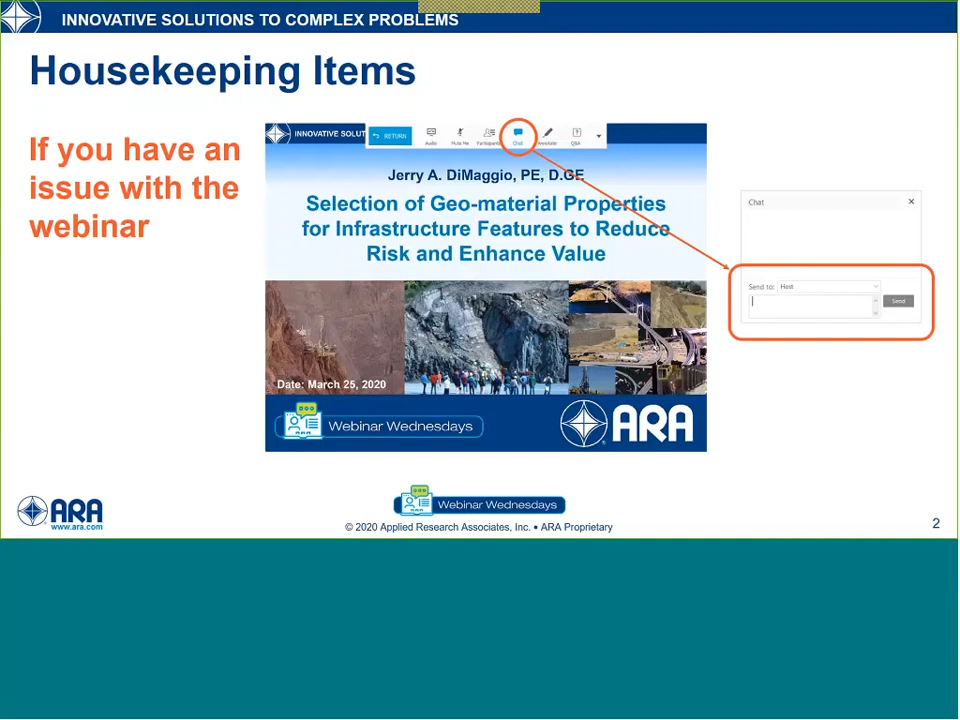 INNOVATIVE SOLUTIONS TO COMPLEX PROBLEMS
Housekeeping Items
If you have an
issue with the
webinar
INNOVATIVE SOLUT
RETURN
Audio
Mute Me
Participants
Chat
Annotate
Q&A
Jerry A. DiMaggio, PE, D.GE
Selection of Geo-material Properties
for Infrastructure Features to Reduce
Risk and Enhance Value
Date: March 25, 2020
Webinar Wednesdays
ARA
Chat
Send to: Host
Send
ARA
www.ara.com
Webinar Wednesdays
© 2020 Applied Research Associates, Inc. • ARA Proprietary
2